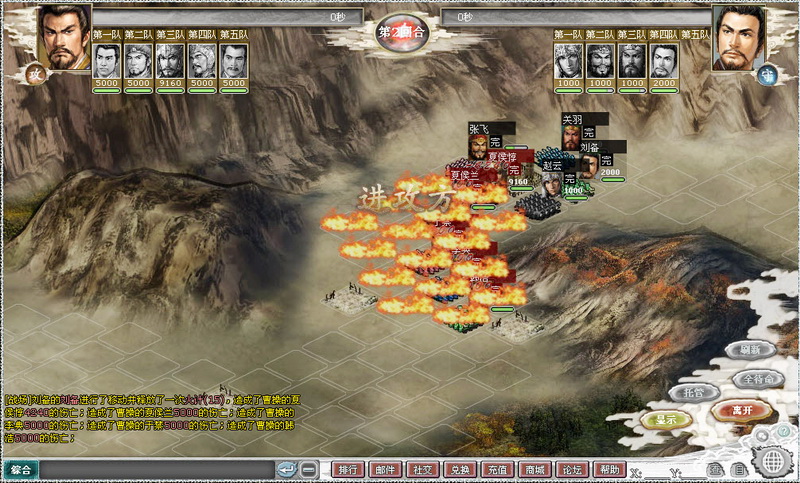 0秒
第2回合
0秒
第一队 第二队 第三队 第四队 第五队
第一队 第二队 第三队 第四队 第五队
攻
守
5000 5000 9160 5000 5000
1000 1000 1000 2000
张飞
完
关羽
完
夏侯惇
完
9160
刘备
完
2000
赵云
完
1000
夏侯兰
进攻方
[战场]刘备的刘备进行了移动并释放了一次火计(15)，造成了曹操的夏
侯惇4840的伤亡；造成了曹操的夏侯兰5000的伤亡；造成了曹操的
李典5000的伤亡；造成了曹操的于禁5000的伤亡；造成了曹操的韩
浩5000的伤亡；
刷新
全待命
托管
显示
离开
综合
排行 邮件 社交 兑换 充值 商城 论坛 帮助
X: Y: